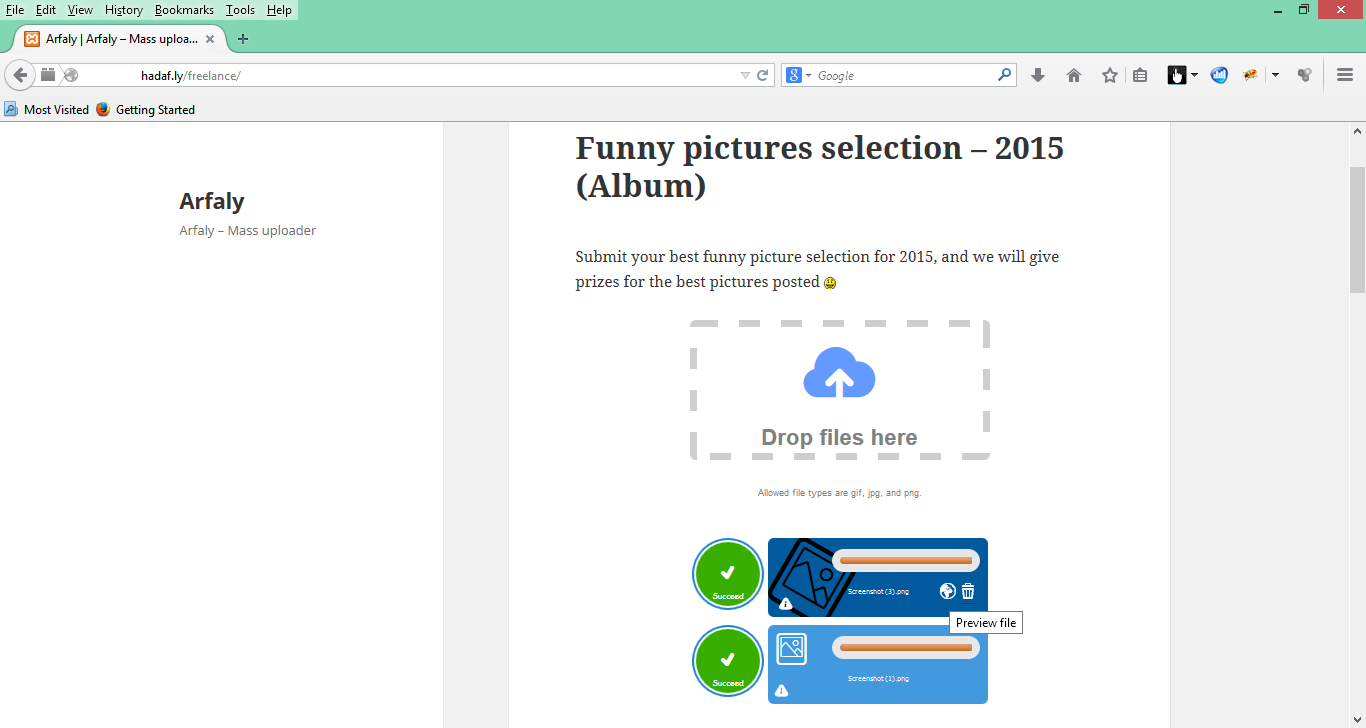 File Edit View History Bookmarks Tools Help
Arfaly | Arfaly – Mass uploa...
hadaf.ly/freelance/
Google
Most Visited Getting Started
Funny pictures selection – 2015
(Album)
Arfaly
Arfaly – Mass uploader
Submit your best funny picture selection for 2015, and we will give
prizes for the best pictures posted
Drop files here
Allowed file types are gif, jpg, and png.
Succeed
Screenshot (3).png
Preview file
Succeed
Screenshot (1).png